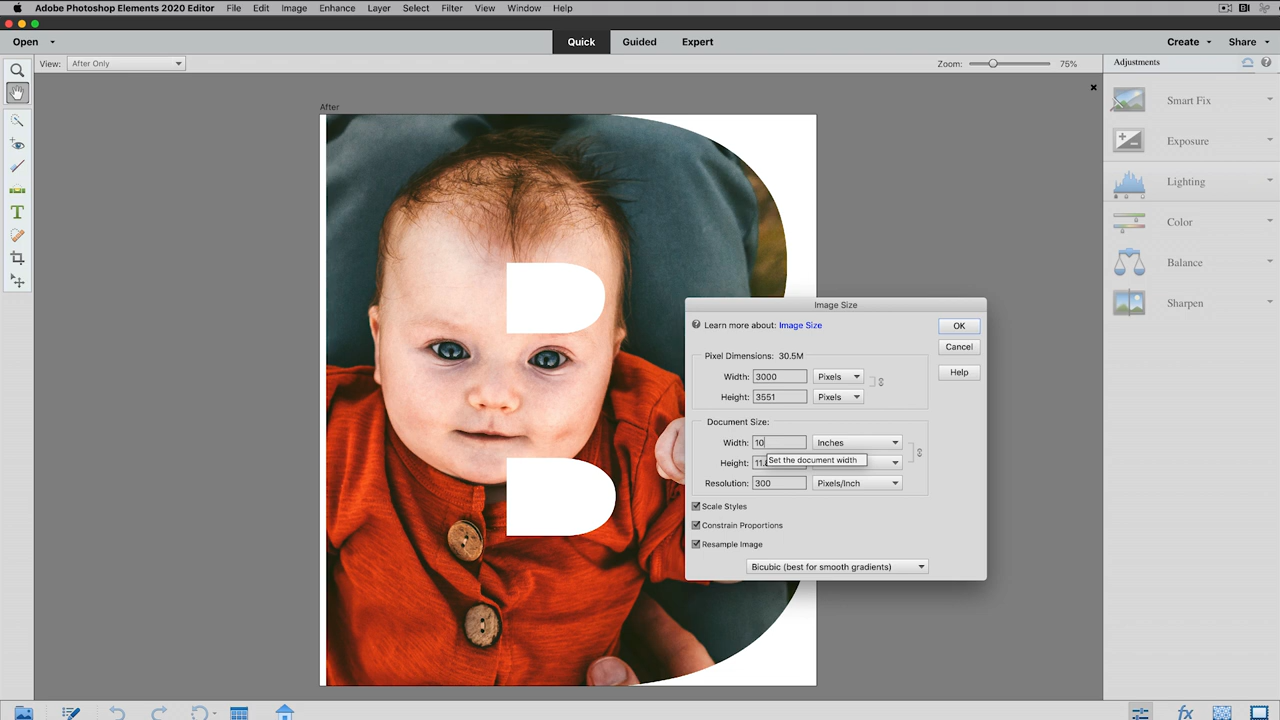 Adobe Photoshop Elements 2020 Editor File Edit Image Enhance Layer Select Filter View Window Help
Open Quick Guided Expert Create Share
View: After Only Zoom: 75% Adjustments
After
Smart Fix
Exposure
Lighting
Color
Balance
Sharpen
Image Size
Learn more about: Image Size
OK
Cancel
Help
Pixel Dimensions: 30.5M
Width: 3000 Pixels
Height: 3551 Pixels
Document Size:
Width: 10 Inches
Set the document width
Height: 11.
Resolution: 300 Pixels/Inch
Scale Styles
Constrain Proportions
Resample Image
Bicubic (best for smooth gradients)
T
fx